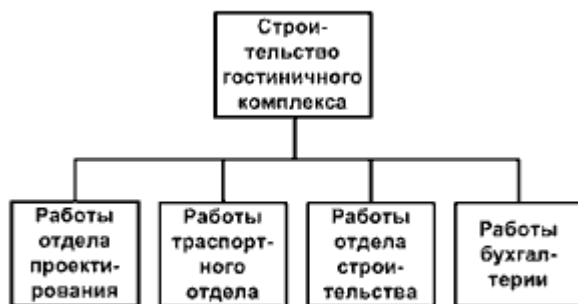 Строи-
тельство
гостиничного
комплекса
Работы
отдела
проекти-
рования
Работы
траспорт-
ного
отдела
Работы
отдела
строи-
тельства
Работы
бухгал-
терии